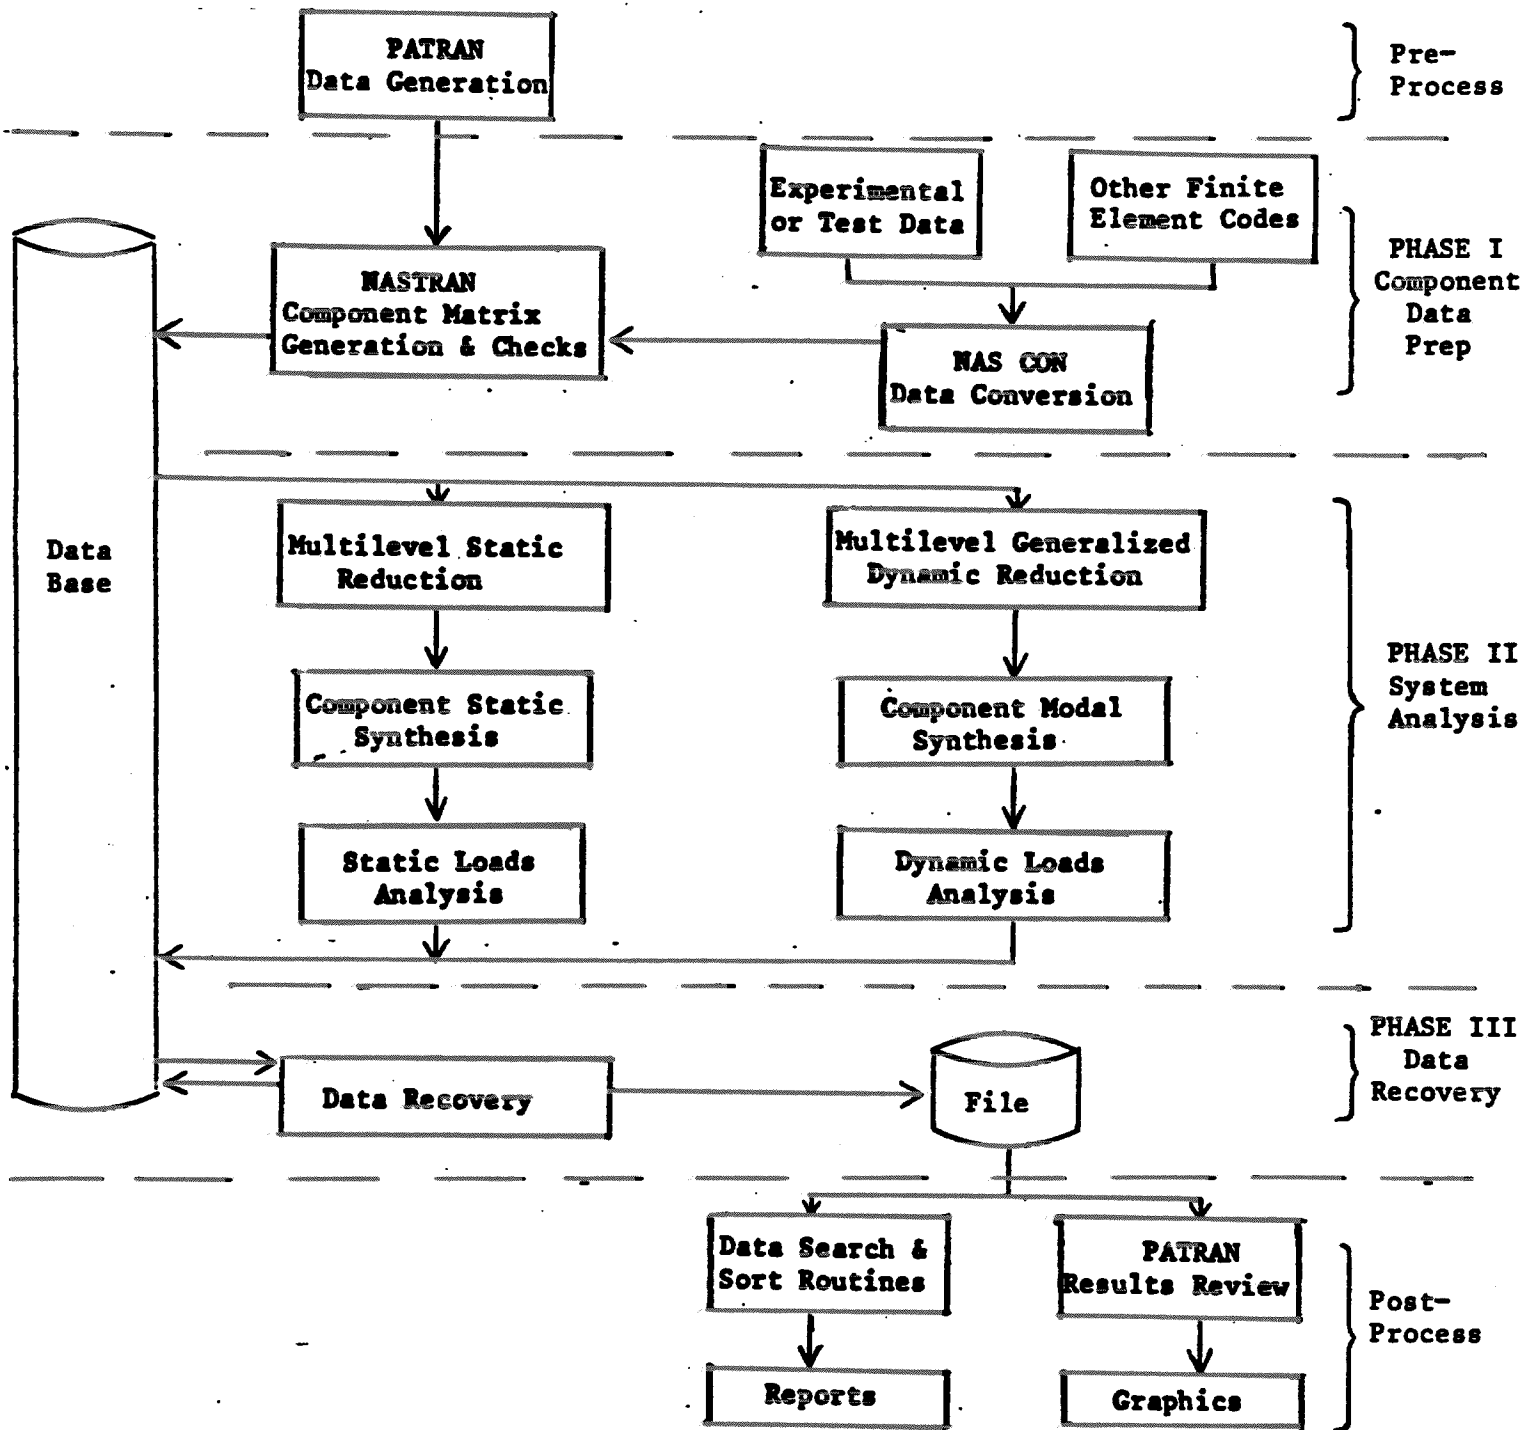 PATRAN
Data Generation
Pre-
Process
Experimental
or Test Data
Other Finite
Element Codes
NASTRAN
Component Matrix
Generation & Checks
NAS CON
Data Conversion
PHASE I
Component
Data
Prep
Data
Base
Multilevel Static
Reduction
Multilevel Generalized
Dynamic Reduction
Component Static
Synthesis
Component Modal
Synthesis
PHASE II
System
Analysis
Static Loads
Analysis
Dynamic Loads
Analysis
Data Recovery
File
PHASE III
Data
Recovery
Data Search &
Sort Routines
PATRAN
Results Review
Post-
Process
Reports
Graphics